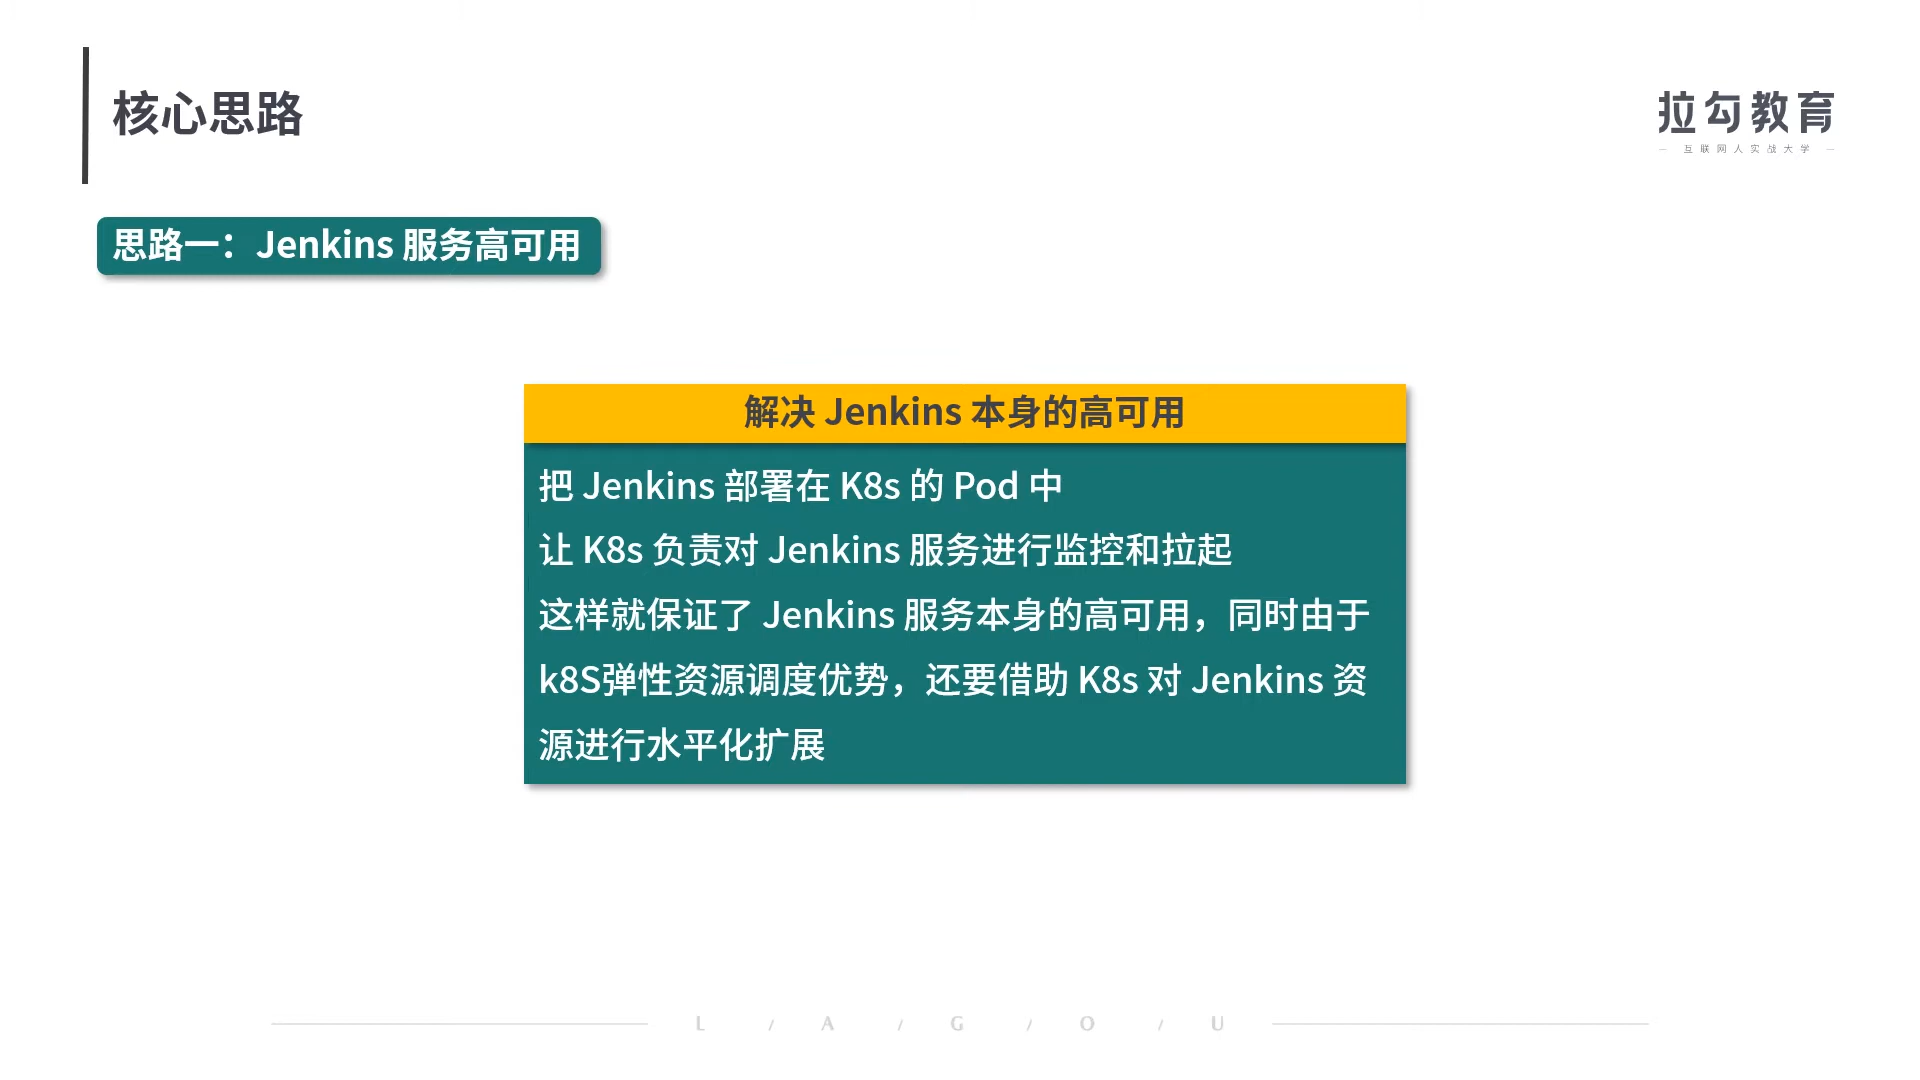 核心思路
拉勾教育
— 互联网人实战大学 —
思路一：Jenkins 服务高可用
解决 Jenkins 本身的高可用
把 Jenkins 部署在 K8s 的 Pod 中
让 K8s 负责对 Jenkins 服务进行监控和拉起
这样就保证了 Jenkins 服务本身的高可用，同时由于
k8S弹性资源调度优势，还要借助 K8s 对 Jenkins 资
源进行水平化扩展
L / A / G / O / U